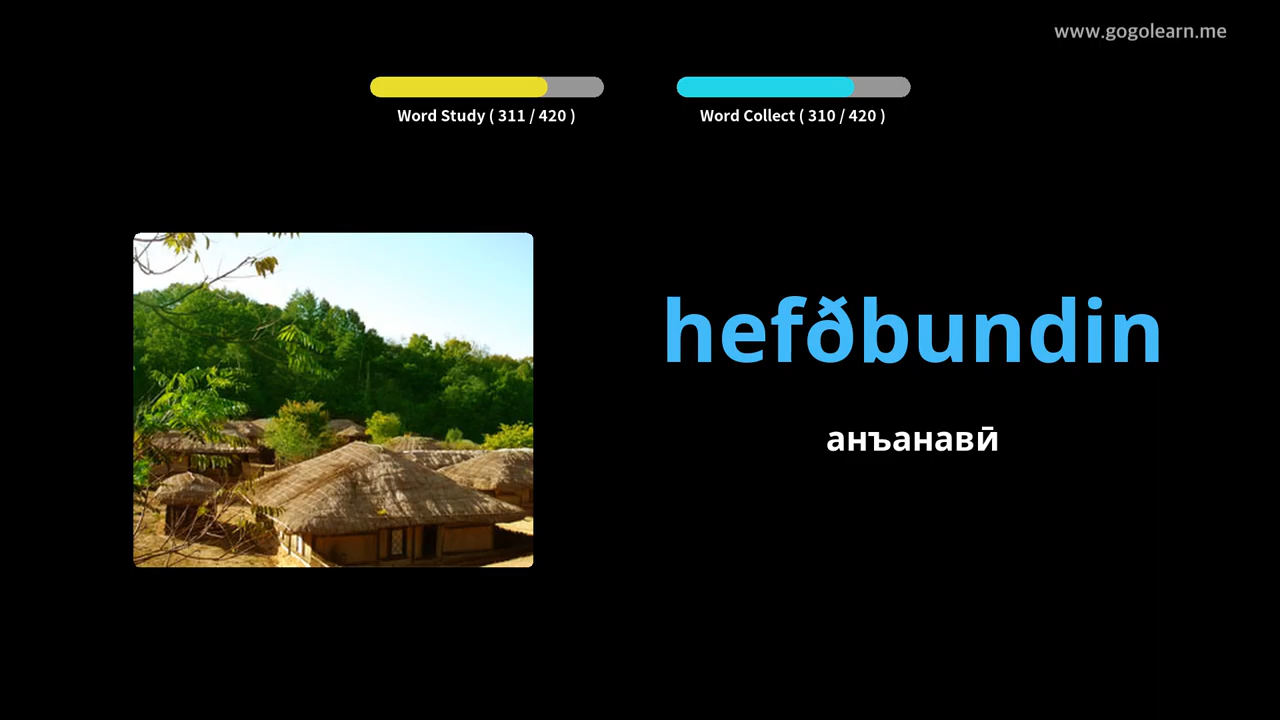 www.gogolearn.me
Word Study ( 311 / 420 )
Word Collect ( 310 / 420 )
hefðbundin
анъанавӣ